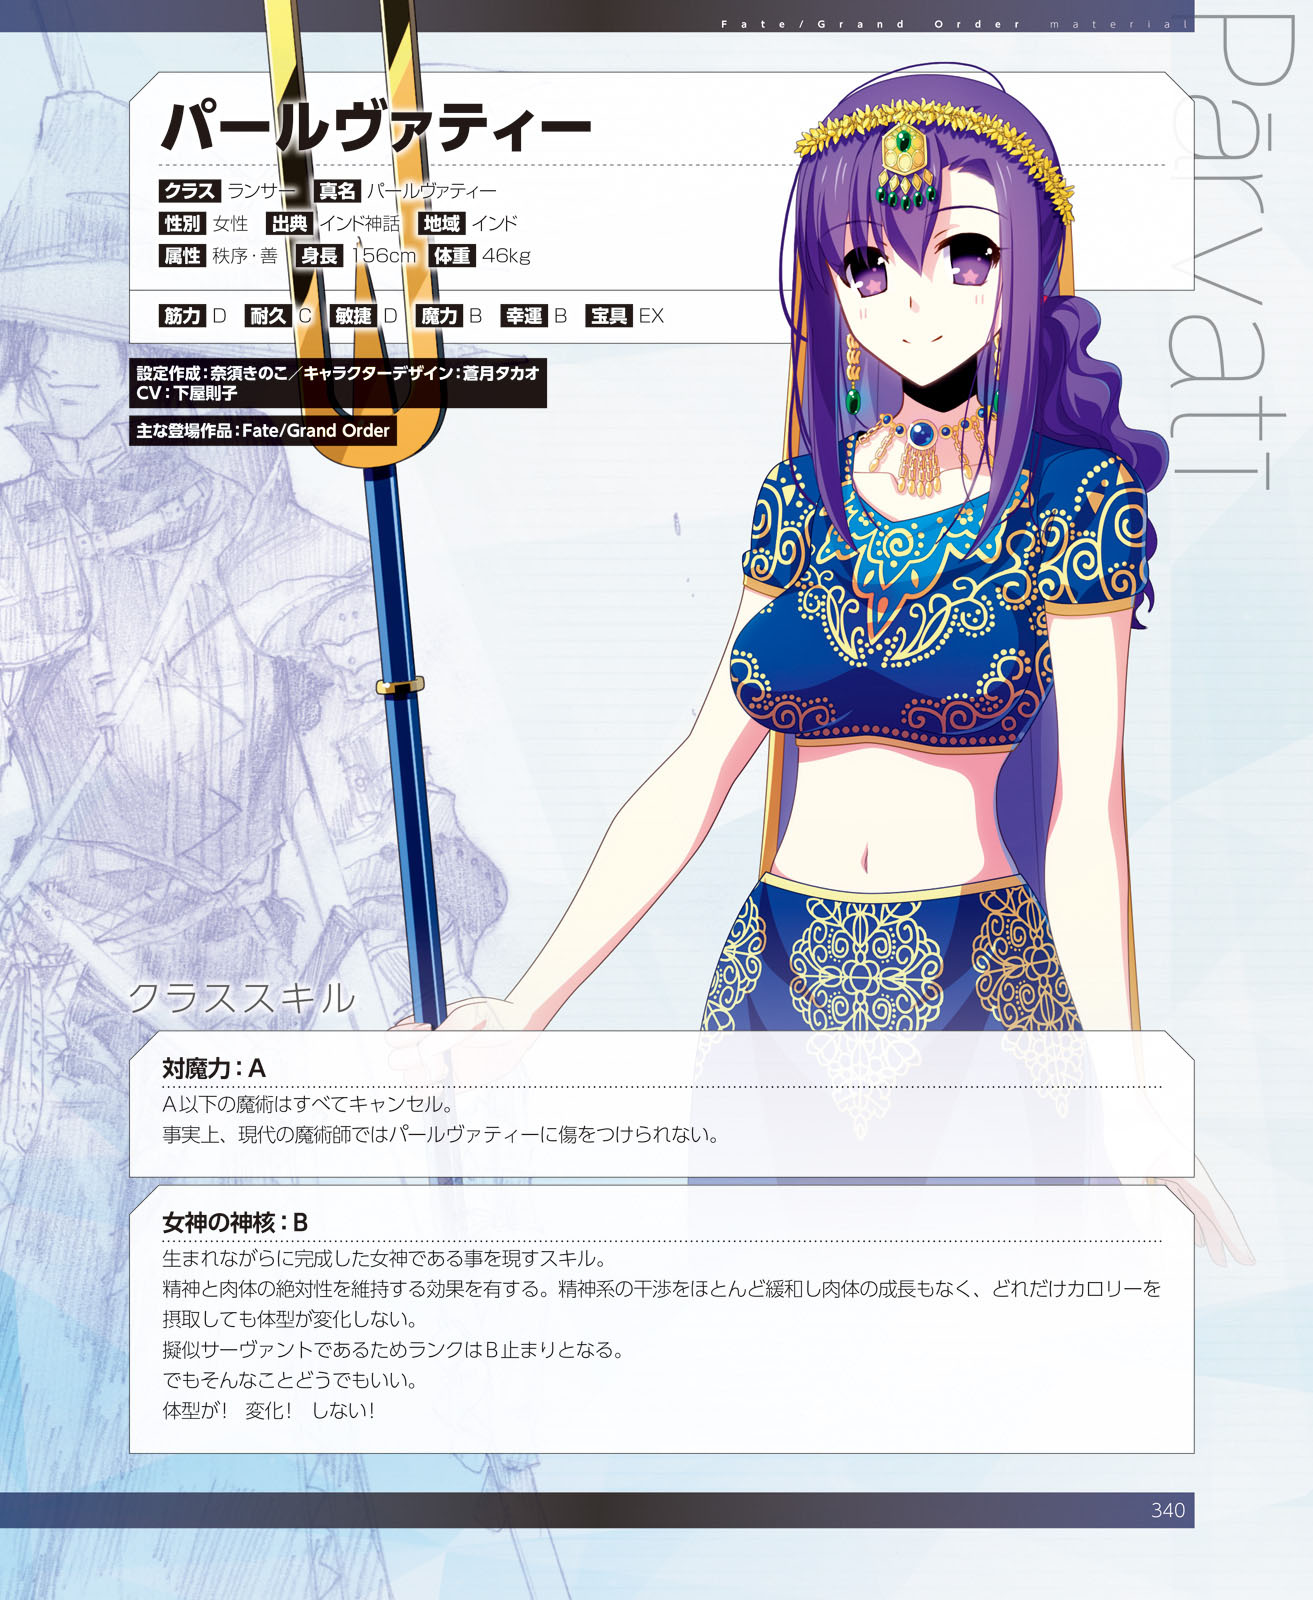 Fate/Grand Order material
Pārvatī
パールヴァティー
クラス ランサー 真名 パールヴァティー
性別 女性 出典 インド神話 地域 インド
属性 秩序・善 身長 156cm 体重 46kg
筋力 D 耐久 C 敏捷 D 魔力 B 幸運 B 宝具 EX
設定作成：奈須きのこ／キャラクターデザイン：蒼月タカオ
CV：下屋則子
主な登場作品：Fate/Grand Order
クラススキル
対魔力：A
A以下の魔術はすべてキャンセル。
事実上、現代の魔術師ではパールヴァティーに傷をつけられない。
女神の神核：B
生まれながらに完成した女神である事を現すスキル。
精神と肉体の絶対性を維持する効果を有する。精神系の干渉をほとんど緩和し肉体の成長もなく、どれだけカロリーを
摂取しても体型が変化しない。
擬似サーヴァントであるためランクはB止まりとなる。
でもそんなことどうでもいい。
体型が！ 変化！ しない！
340